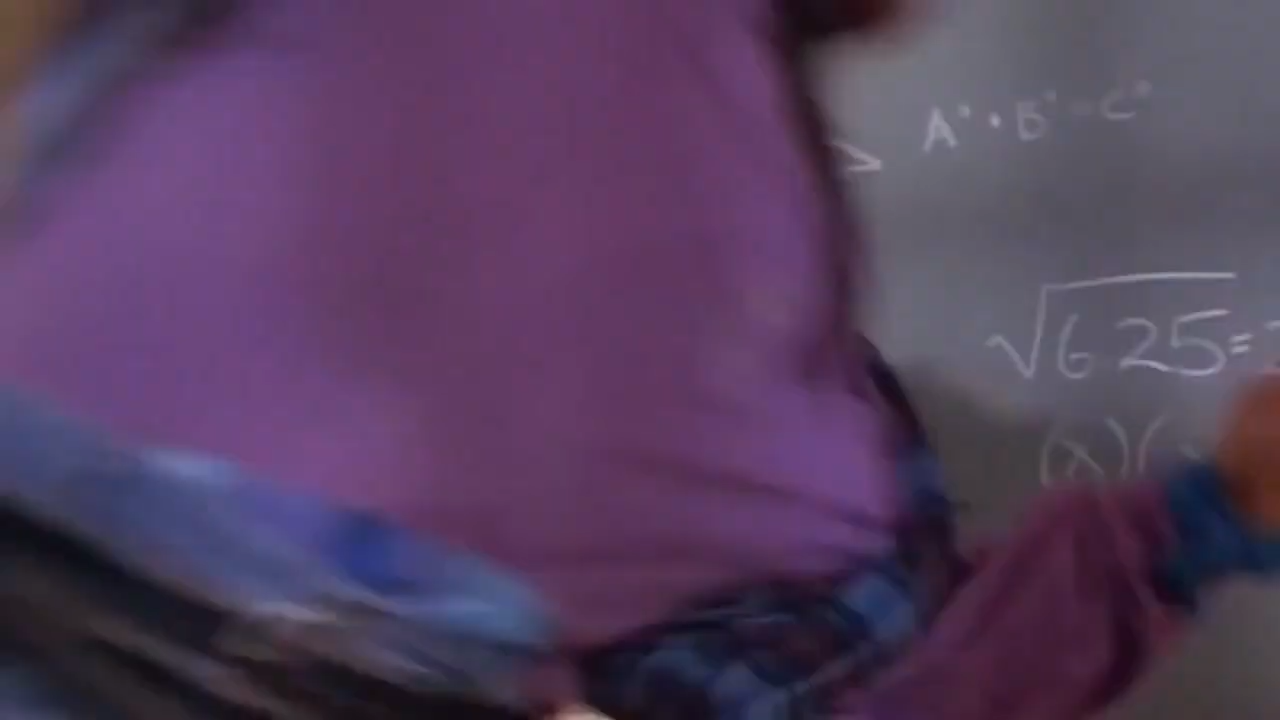 > A² · B² = C²
√625 =
(x)(